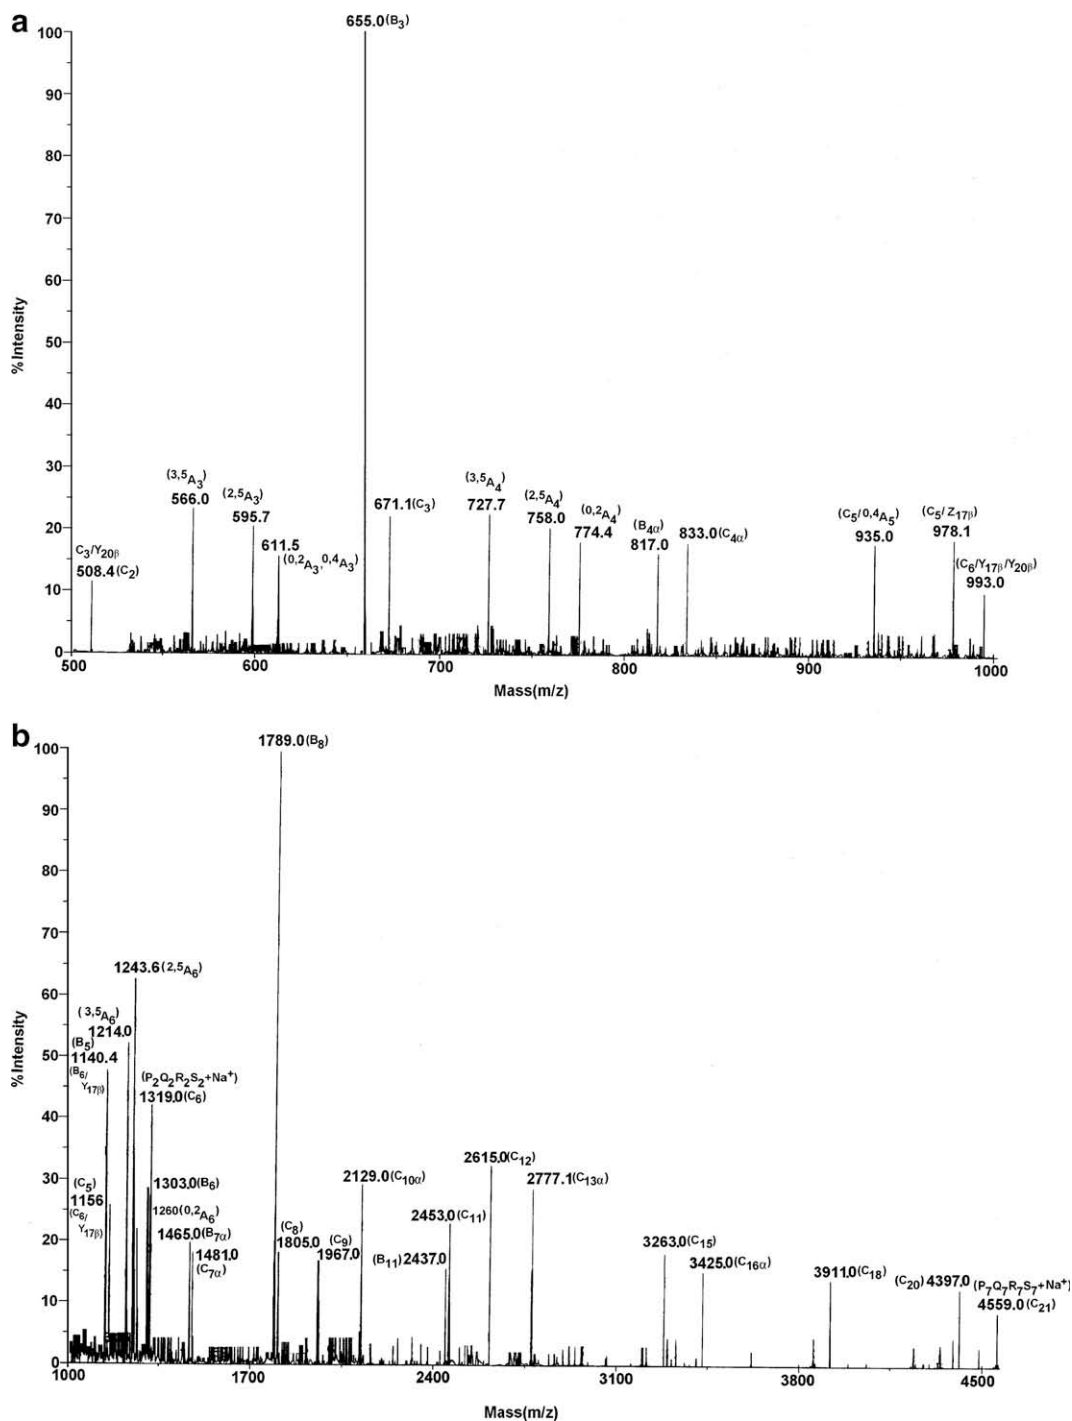 a
655.0(B3)
100
90
80
70
60
50
40
30
20
10
0
% Intensity
(3,5A3)
566.0
(2,5A3)
595.7
611.5
(0,2A3,0,4A3)
671.1(C3)
(3,5A4)
727.7
(2,5A4)
758.0
(0,2A4)
774.4
(B4α)
817.0
833.0(C4α)
(C5/0,4A5)
935.0
(C5/Z17β)
978.1
(C6/Y17β/Y20β)
993.0
C3/Y20β
508.4(C2)
500
600
700
800
900
1000
Mass(m/z)
b
1789.0(B8)
100
90
80
70
60
50
40
30
20
10
0
% Intensity
1243.6(2,5A6)
(3,5A6)
1214.0
(B5)
1140.4
(B6/
Y17β)
(P2Q2R2S2+Na+)
1319.0(C6)
(C5)
1156
(C6/
Y17β)
1303.0(B6)
1260(0,2A6)
1465.0(B7α)
1481.0
(C7α)
(C8)
1805.0
(C9)
1967.0
2129.0(C10α)
(B11)2437.0
2453.0(C11)
2615.0(C12)
2777.1(C13α)
3263.0(C15)
3425.0(C16α)
3911.0(C18)
(C20)4397.0
(P7Q7R7S7+Na+)
4559.0(C21)
1000
1700
2400
3100
3800
4500
Mass(m/z)